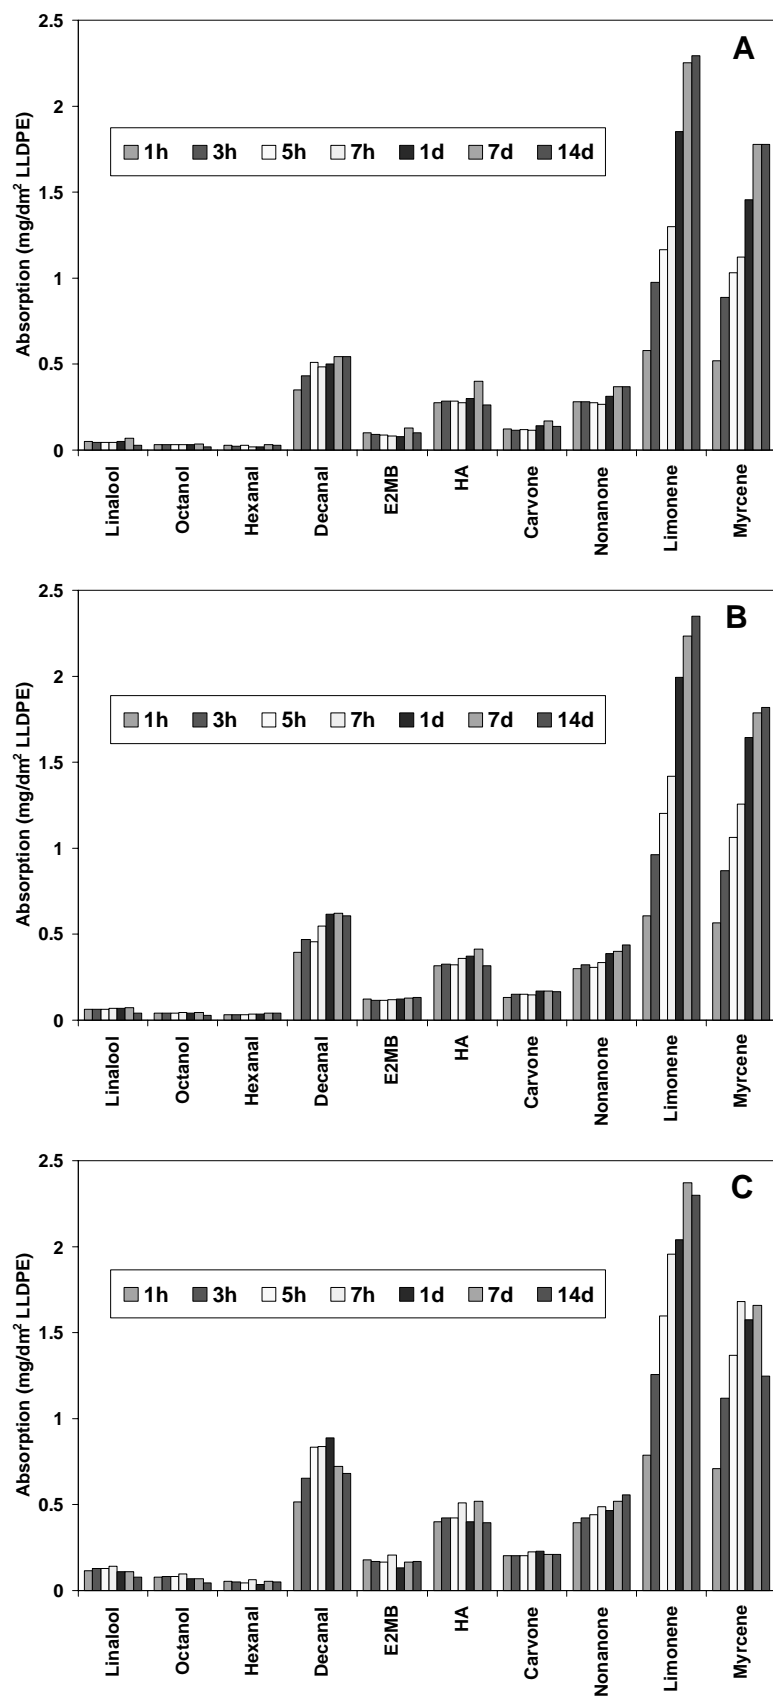 A
2.5
2
1.5
1
0.5
0
Absorption (mg/dm² LLDPE)
1h 3h 5h 7h 1d 7d 14d
Linalool Octanol Hexanal Decanal E2MB HA Carvone Nonanone Limonene Myrcene
B
2.5
2
1.5
1
0.5
0
Absorption (mg/dm² LLDPE)
1h 3h 5h 7h 1d 7d 14d
Linalool Octanol Hexanal Decanal E2MB HA Carvone Nonanone Limonene Myrcene
C
2.5
2
1.5
1
0.5
0
Absorption (mg/dm² LLDPE)
1h 3h 5h 7h 1d 7d 14d
Linalool Octanol Hexanal Decanal E2MB HA Carvone Nonanone Limonene Myrcene